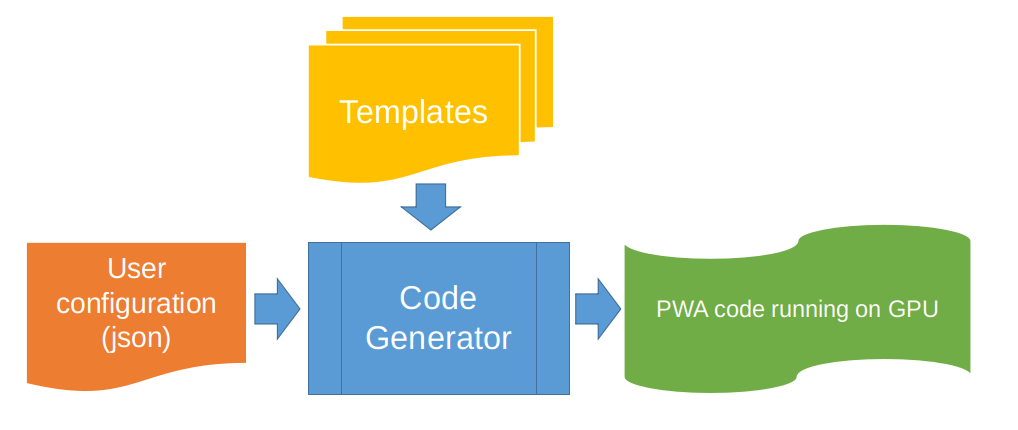 Templates
User
configuration
(json)
Code
Generator
PWA code running on GPU